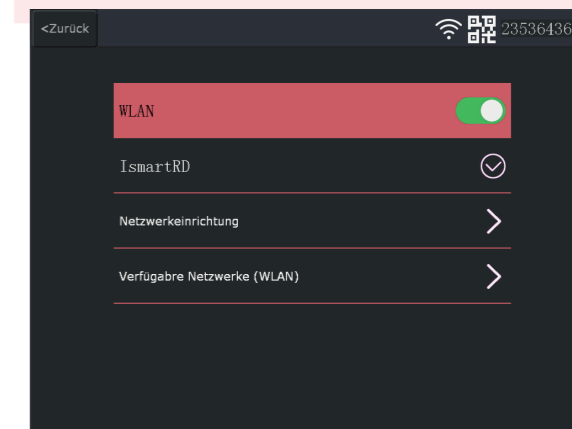 <Zurück
23536436
WLAN
IsmartRD
Netzwerkeinrichtung
Verfügabre Netzwerke (WLAN)